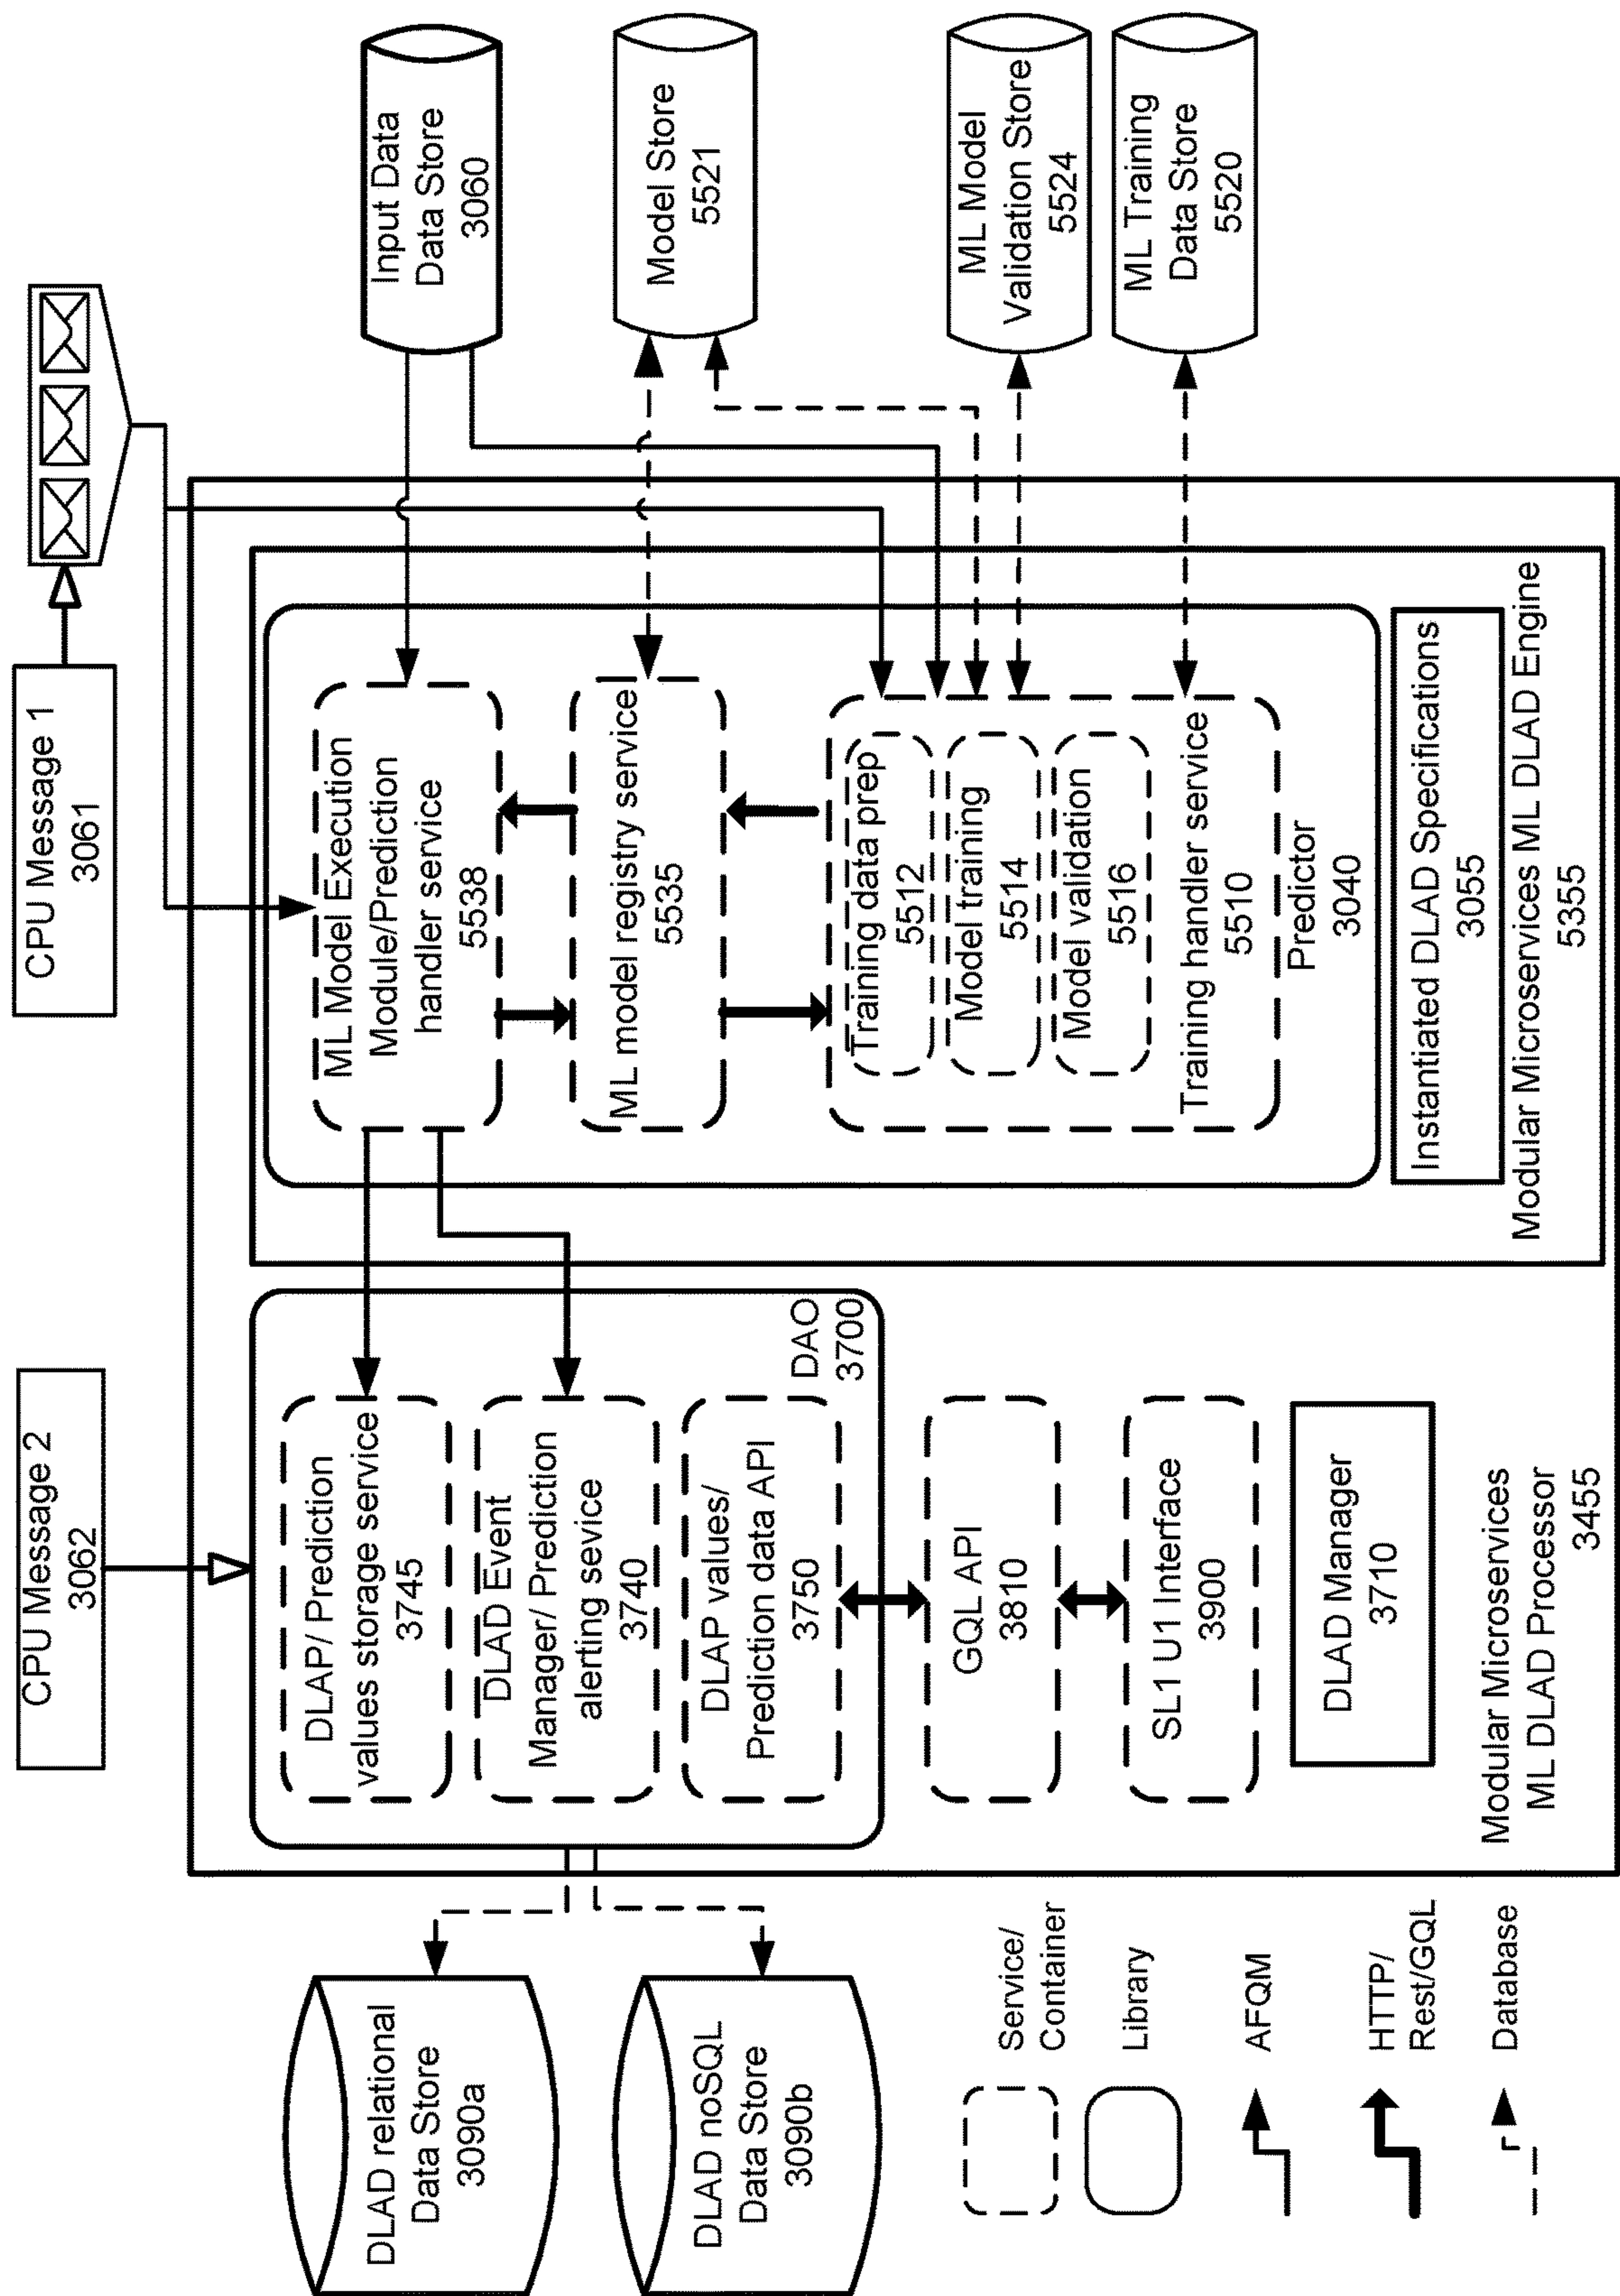 CPU Message 2
3062
CPU Message 1
3061
DLAD relational
Data Store
3090a
DLAD noSQL
Data Store
3090b
Service/
Container
Library
AFQM
HTTP/
Rest/GQL
Database
DLAP/ Prediction
values storage service
3745
DLAD Event
Manager/ Prediction
alerting sevice
3740
DLAP values/
Prediction data API
3750
DAO
3700
GQL API
3810
SL1 U1 Interface
3900
DLAD Manager
3710
Modular Microservices
ML DLAD Processor
3455
ML Model Execution
Module/Prediction
handler service
5538
ML model registry service
5535
Training data prep
5512
Model training
5514
Model validation
5516
Training handler service
5510
Predictor
3040
Instantiated DLAD Specifications
3055
Modular Microservices ML DLAD Engine
5355
Input Data
Data Store
3060
Model Store
5521
ML Model
Validation Store
5524
ML Training
Data Store
5520